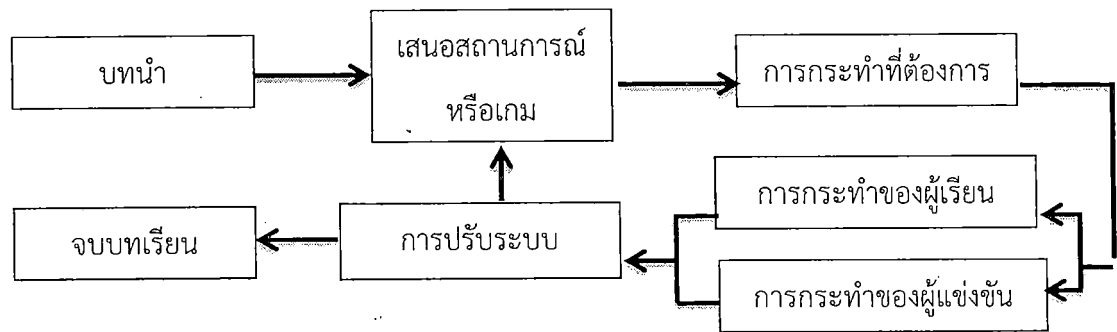 บทนำ
เสนอสถานการณ์
หรือเกม
การกระทำที่ต้องการ
การกระทำของผู้เรียน
การกระทำของผู้แข่งขัน
การปรับระบบ
จบบทเรียน